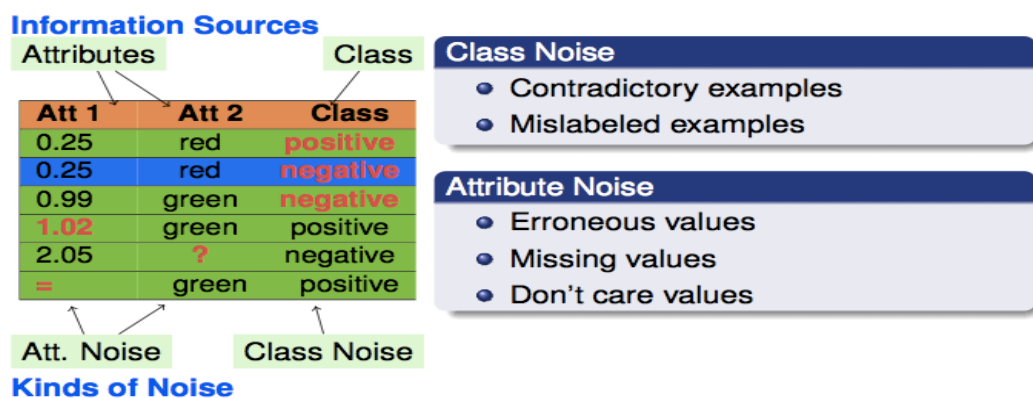 Information Sources
Attributes Class
Att 1 Att 2 Class
0.25 red positive
0.25 red negative
0.99 green negative
1.02 green positive
2.05 ? negative
= green positive
Att. Noise Class Noise
Kinds of Noise
Class Noise
Contradictory examples
Mislabeled examples
Attribute Noise
Erroneous values
Missing values
Don't care values